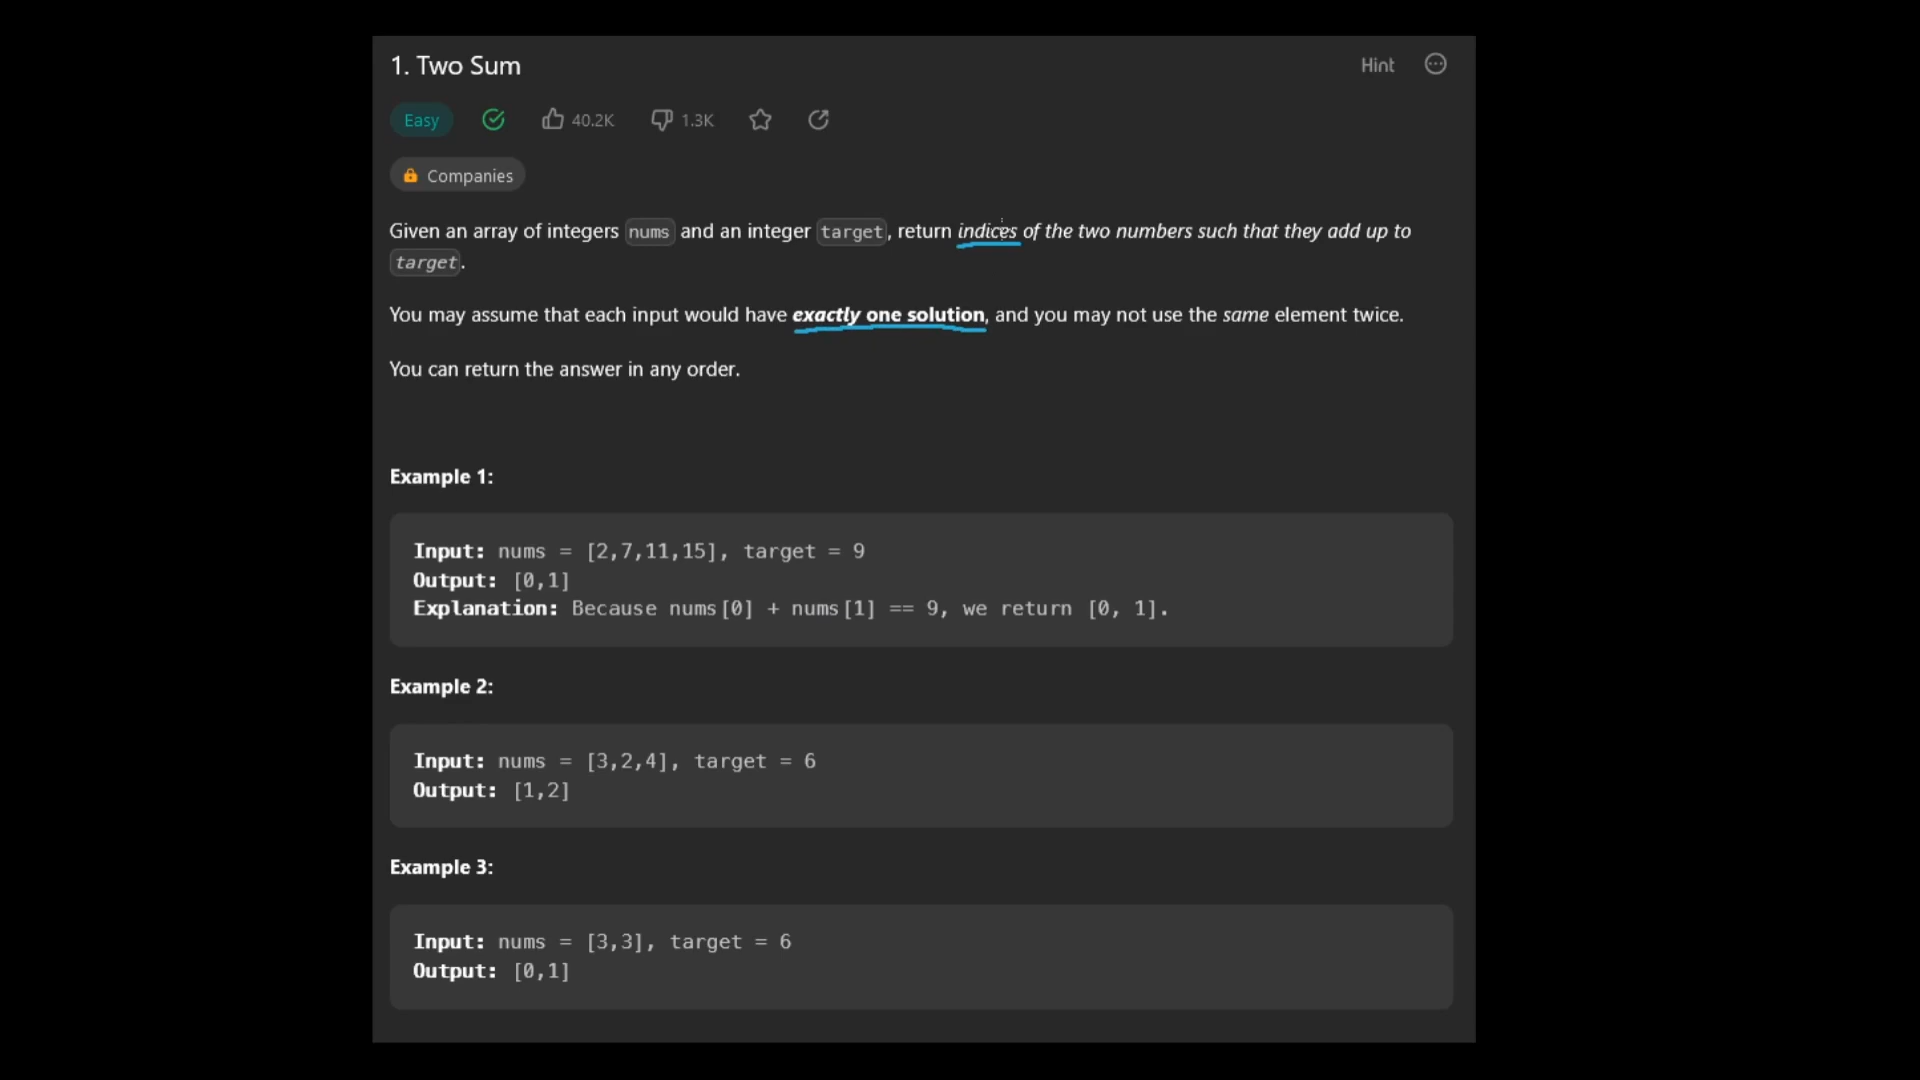 1. Two Sum
Hint
Easy
40.2K
1.3K
Companies
Given an array of integers nums and an integer target, return indices of the two numbers such that they add up to
target.
You may assume that each input would have exactly one solution, and you may not use the same element twice.
You can return the answer in any order.
Example 1:
Input: nums = [2,7,11,15], target = 9
Output: [0,1]
Explanation: Because nums[0] + nums[1] == 9, we return [0, 1].
Example 2:
Input: nums = [3,2,4], target = 6
Output: [1,2]
Example 3:
Input: nums = [3,3], target = 6
Output: [0,1]